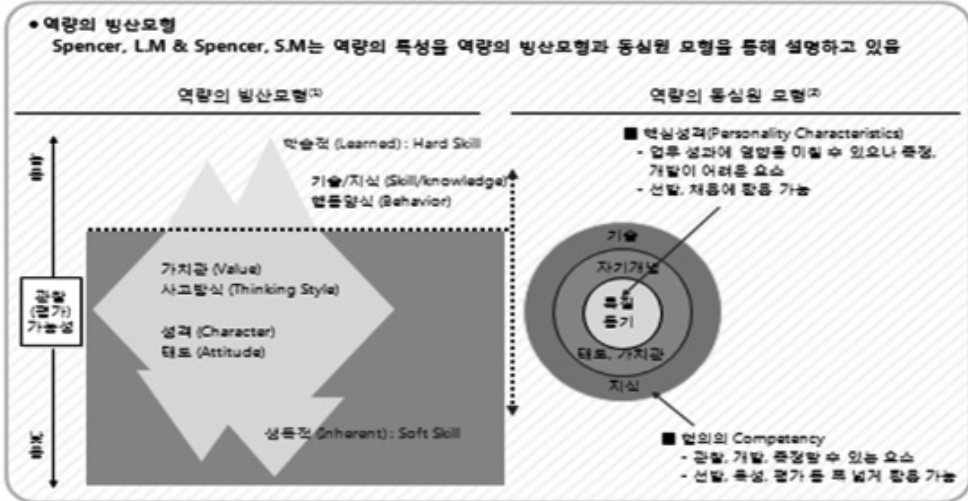 ● 역량의 빙산모형
Spencer, L.M & Spencer, S.M는 역량의 특성을 역량의 빙산모형과 동심원 모형을 통해 설명하고 있음
역량의 빙산모형(1)
학습적 (Learned) : Hard Skill
기술/지식 (Skill/knowledge)
행동양식 (Behavior)
가치관 (Value)
사고방식 (Thinking Style)
성격 (Character)
태도 (Attitude)
생득적 (Inherent) : Soft Skill
관찰
(평가)
가능성
역량의 동심원 모형(2)
■ 핵심성격(Personality Characteristics)
- 업무 성과에 영향을 미칠 수 있으나 측정,
개발이 어려운 요소
- 선발, 채용에 활용 가능
기술
자기개념
특질
동기
태도, 가치관
지식
■ 협의의 Competency
- 관찰, 개발, 측정할 수 있는 요소
- 선발, 육성, 평가 등 폭 넓게 활용 가능